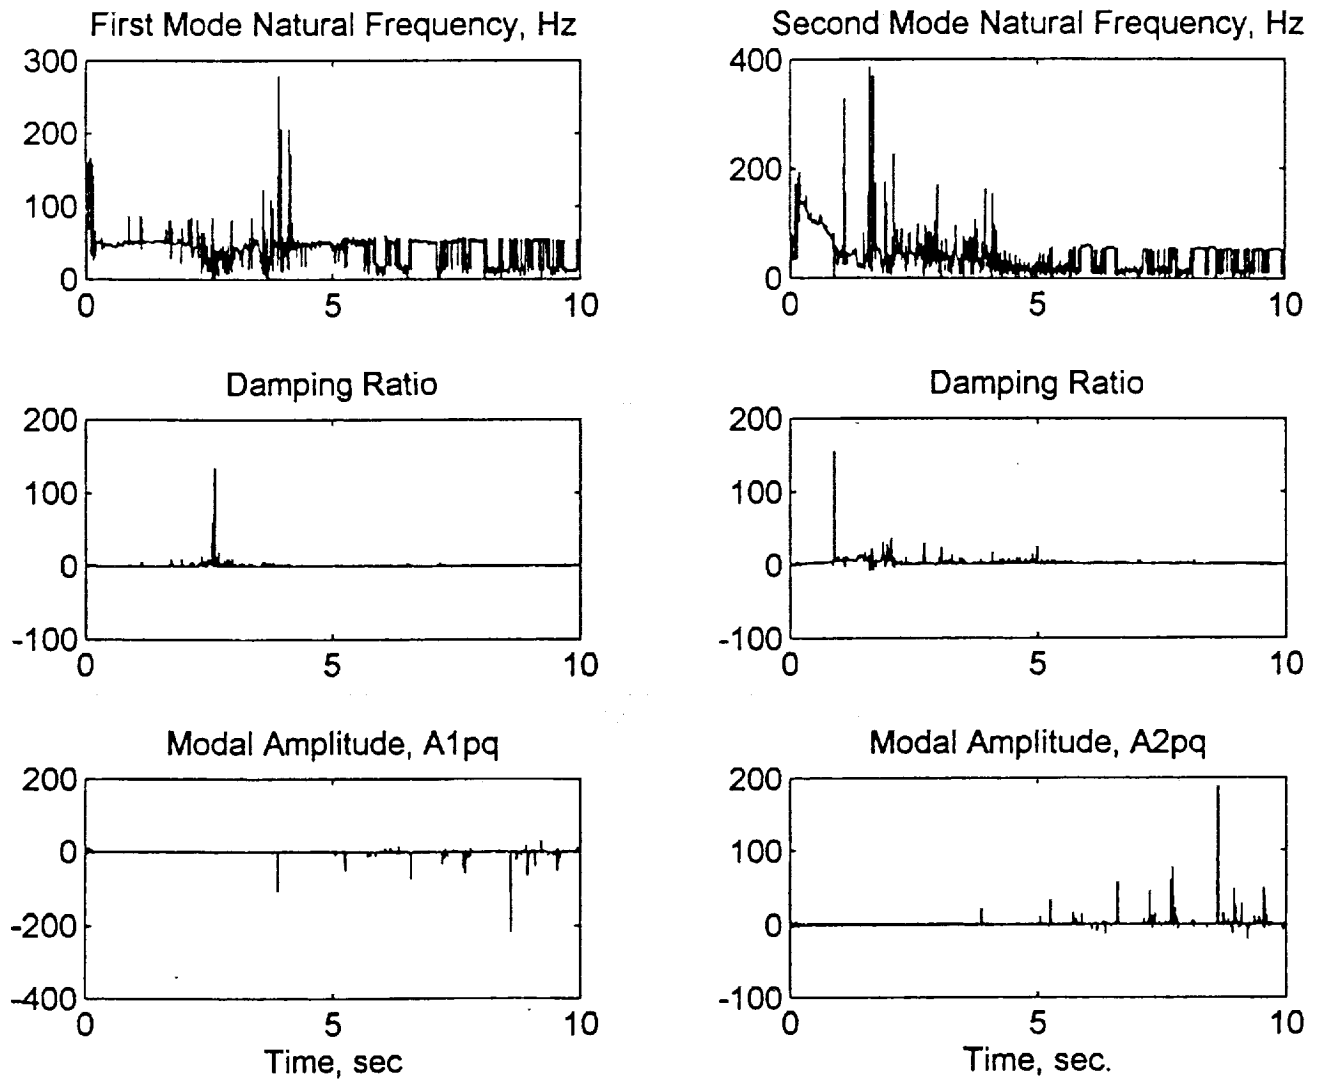 First Mode Natural Frequency, Hz
300
200
100
0
0 5 10
Second Mode Natural Frequency, Hz
400
200
0
0 5 10
Damping Ratio
200
100
0
-100
0 5 10
Damping Ratio
200
100
0
-100
0 5 10
Modal Amplitude, A1pq
200
0
-200
-400
0 5 10
Time, sec
Modal Amplitude, A2pq
200
100
0
-100
0 5 10
Time, sec.